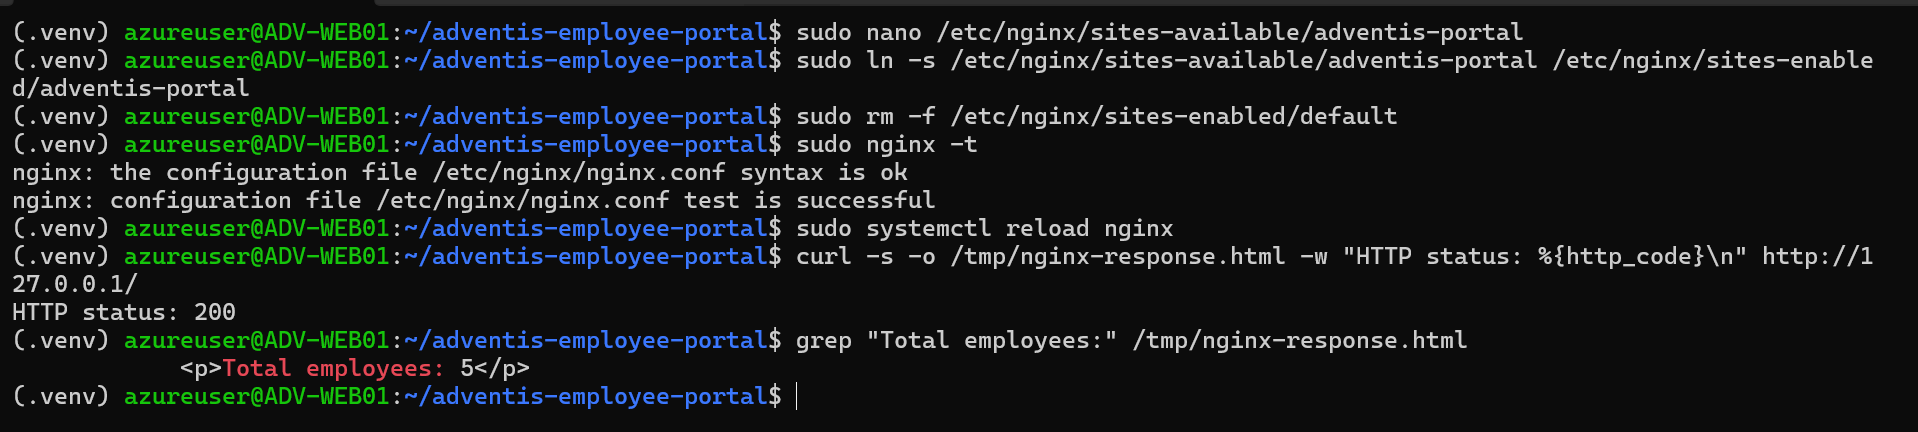 (.venv) azureuser@ADV-WEB01:~/adventis-employee-portal$ sudo nano /etc/nginx/sites-available/adventis-portal
(.venv) azureuser@ADV-WEB01:~/adventis-employee-portal$ sudo ln -s /etc/nginx/sites-available/adventis-portal /etc/nginx/sites-enable
d/adventis-portal
(.venv) azureuser@ADV-WEB01:~/adventis-employee-portal$ sudo rm -f /etc/nginx/sites-enabled/default
(.venv) azureuser@ADV-WEB01:~/adventis-employee-portal$ sudo nginx -t
nginx: the configuration file /etc/nginx/nginx.conf syntax is ok
nginx: configuration file /etc/nginx/nginx.conf test is successful
(.venv) azureuser@ADV-WEB01:~/adventis-employee-portal$ sudo systemctl reload nginx
(.venv) azureuser@ADV-WEB01:~/adventis-employee-portal$ curl -s -o /tmp/nginx-response.html -w "HTTP status: %{http_code}\n" http://1
27.0.0.1/
HTTP status: 200
(.venv) azureuser@ADV-WEB01:~/adventis-employee-portal$ grep "Total employees:" /tmp/nginx-response.html
            <p>Total employees: 5</p>
(.venv) azureuser@ADV-WEB01:~/adventis-employee-portal$